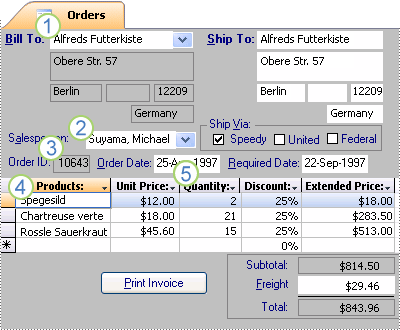 Orders
1
Bill To: Alfreds Futterkiste Ship To: Alfreds Futterkiste
Obere Str. 57 Obere Str. 57
Berlin 12209 Berlin 12209
Germany Germany
2
Salesperson: Suyama, Michael Ship Via: Speedy United Federal
3
Order ID: 10643 Order Date: 25-Aug-1997 Required Date: 22-Sep-1997
4 5
Products: Unit Price: Quantity: Discount: Extended Price:
Spegesild $12.00 2 25% $18.00
Chartreuse verte $18.00 21 25% $283.50
Rossle Sauerkraut $45.60 15 25% $513.00
0%
Subtotal: $814.50
Print Invoice Freight $29.46
Total: $843.96